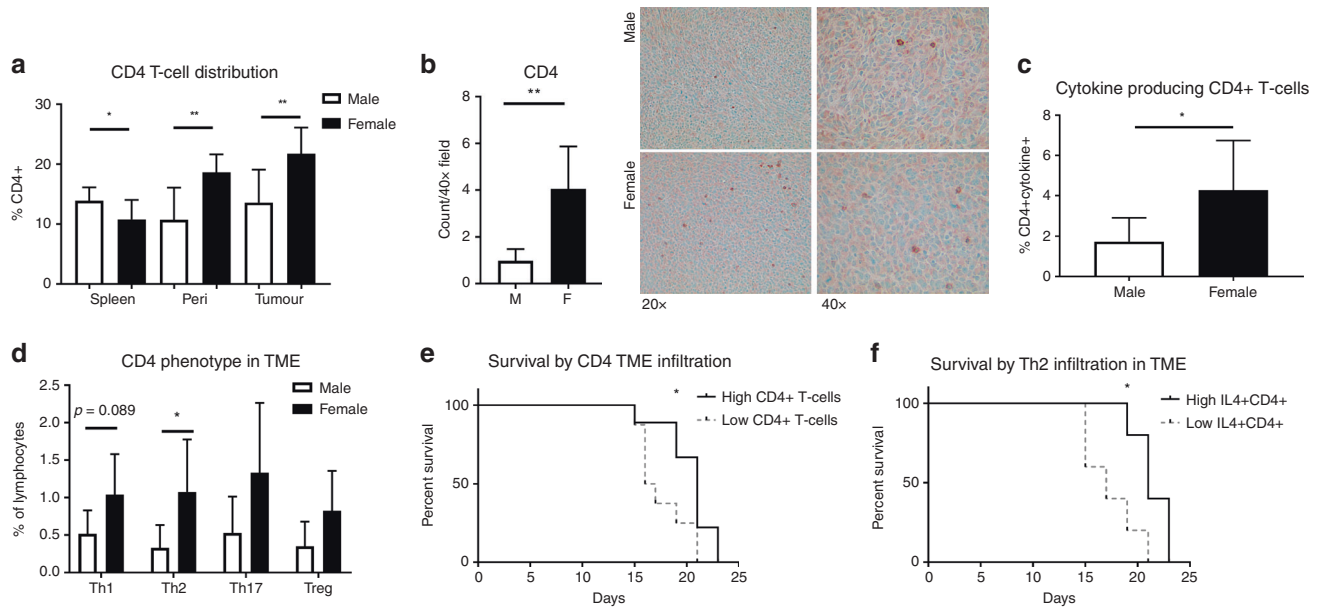 a
CD4 T-cell distribution
30
20
10
0
% CD4+
*
**
**
Male
Female
Spleen
Peri
Tumour
b
CD4
8
6
4
2
0
Count/40× field
**
M
F
Male
Female
20×
40×
c
Cytokine producing CD4+ T-cells
8
6
4
2
0
% CD4+cytokine+
*
Male
Female
d
CD4 phenotype in TME
2.5
2.0
1.5
1.0
0.5
0.0
% of lymphocytes
p = 0.089
*
Male
Female
Th1
Th2
Th17
Treg
e
Survival by CD4 TME infiltration
100
50
0
Percent survival
*
High CD4+ T-cells
Low CD4+ T-cells
0
5
10
15
20
25
Days
f
Survival by Th2 infiltration in TME
100
50
0
Percent survival
*
High IL4+CD4+
Low IL4+CD4+
0
5
10
15
20
25
Days